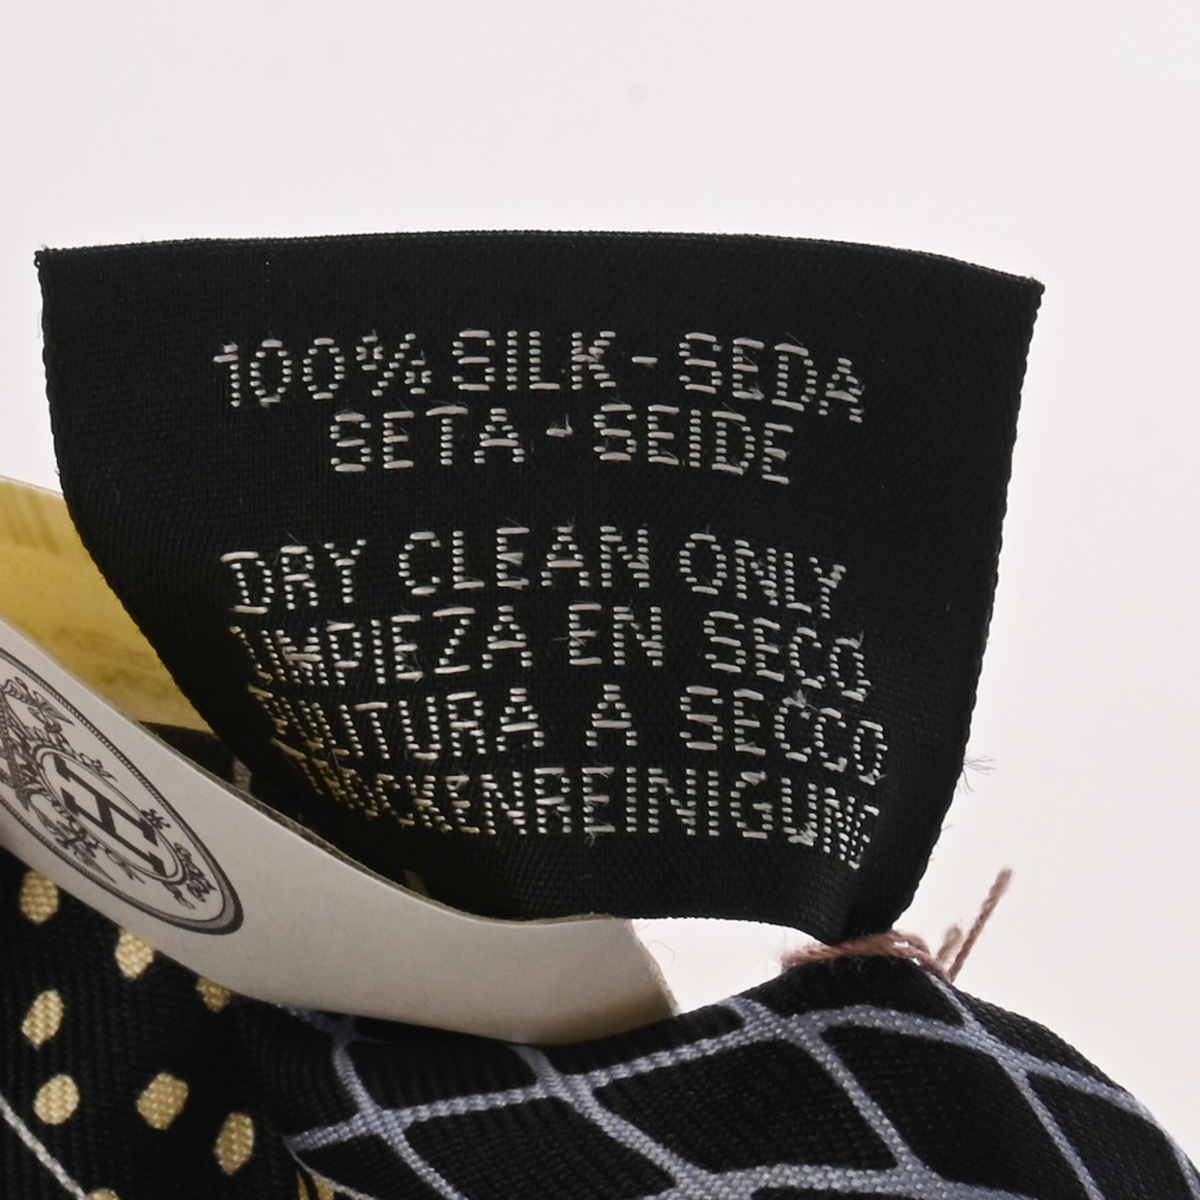 100% SILK - SEDA
SETA - SEIDE
DRY CLEAN ONLY
LIMPIEZA EN SECO
PULITURA A SECCO
TROCKENREINIGUNG
H